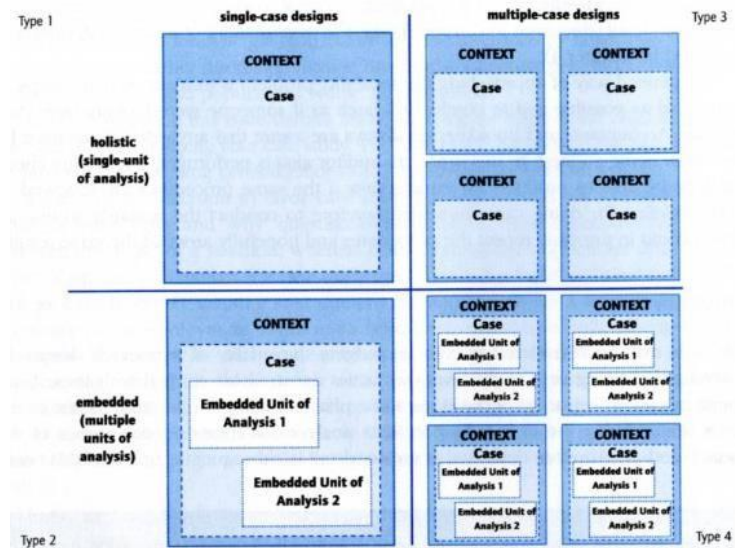 Type 1
single-case designs
multiple-case designs
Type 3
CONTEXT
Case
holistic
(single-unit
of analysis)
CONTEXT
Case
CONTEXT
Case
CONTEXT
Case
CONTEXT
Case
embedded
(multiple
units of
analysis)
CONTEXT
Case
Embedded Unit of
Analysis 1
Embedded Unit of
Analysis 2
CONTEXT
Case
Embedded Unit of
Analysis 1
Embedded Unit of
Analysis 2
CONTEXT
Case
Embedded Unit of
Analysis 1
Embedded Unit of
Analysis 2
CONTEXT
Case
Embedded Unit of
Analysis 1
Embedded Unit of
Analysis 2
CONTEXT
Case
Embedded Unit of
Analysis 1
Embedded Unit of
Analysis 2
Type 2
Type 4